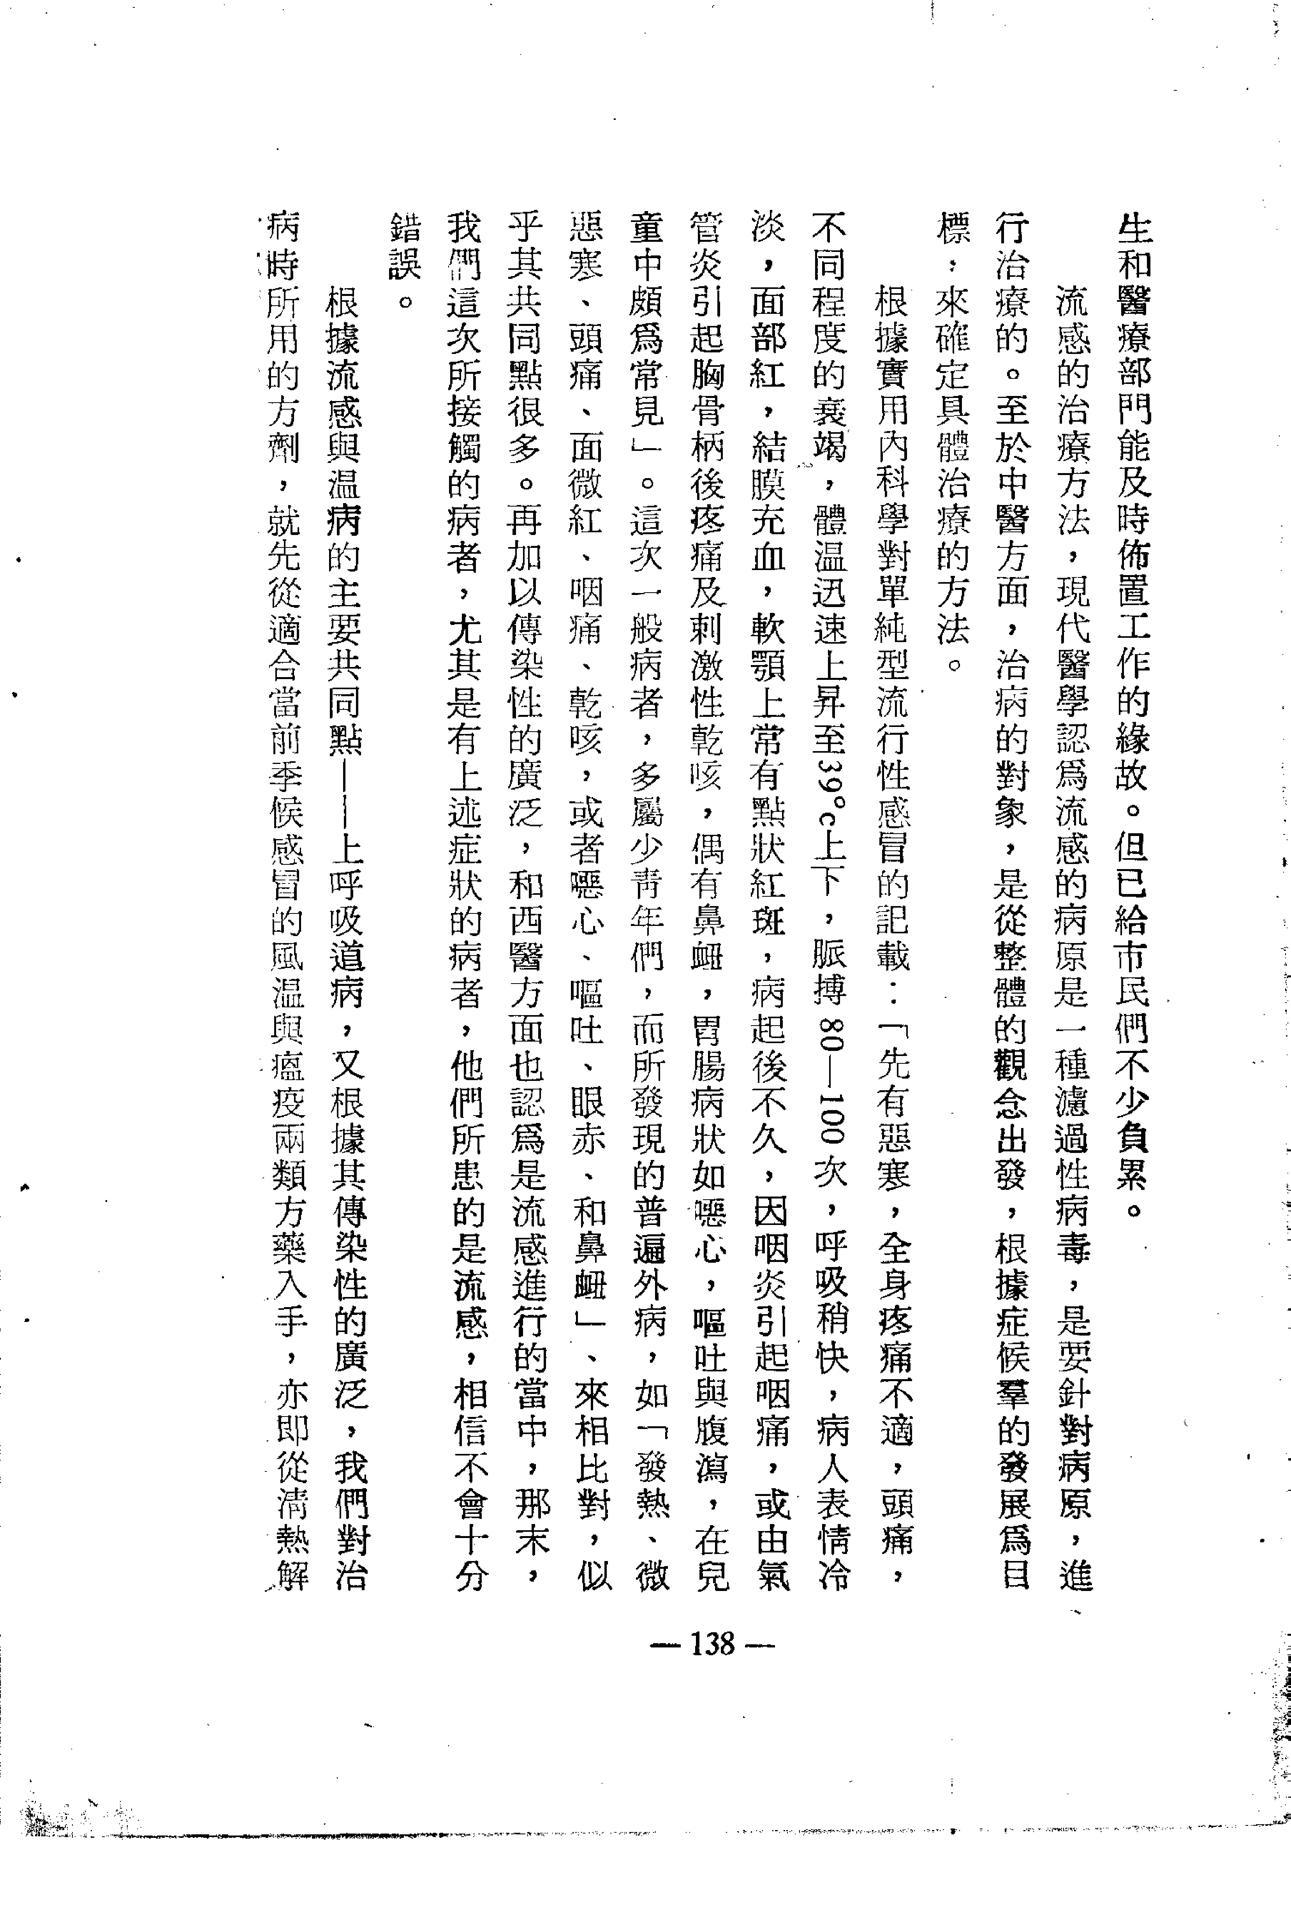 生和醫療部門能及時佈置工作的緣故。但已給市民們不少負累。
流感的治療方法，現代醫學認爲流感的病原是一種濾過性病毒，是要針對病原，進
行治療的。至於中醫方面，治病的對象，是從整體的觀念出發，根據症候羣的發展爲目
標，來確定具體治療的方法。
根據實用內科學對單純型流行性感冒的記載：「先有惡寒，全身疼痛不適，頭痛，
不同程度的衰竭，體温迅速上昇至39°c上下，脈搏80—100次，呼吸稍快，病人表情冷
淡，面部紅，結膜充血，軟顎上常有點狀紅斑，病起後不久，因咽炎引起咽痛，或由氣
管炎引起胸骨柄後疼痛及刺激性乾咳，偶有鼻衄，胃腸病狀如噁心，嘔吐與腹瀉，在兒
童中頗爲常見」。這次一般病者，多屬少靑年們，而所發現的普遍外病，如「發熱、微
惡寒、頭痛、面微紅、咽痛、乾咳，或者噁心、嘔吐、眼赤、和鼻衄」、來相比對，似
乎其共同點很多。再加以傳染性的廣泛，和西醫方面也認爲是流感進行的當中，那末，
我們這次所接觸的病者，尤其是有上述症狀的病者，他們所患的是流感，相信不會十分
錯誤。
根據流感與温病的主要共同點——上呼吸道病，又根據其傳染性的廣泛，我們對治
病時所用的方劑，就先從適合當前季候感冒的風温與瘟疫兩類方藥入手，亦即從淸熱解
— 138 —